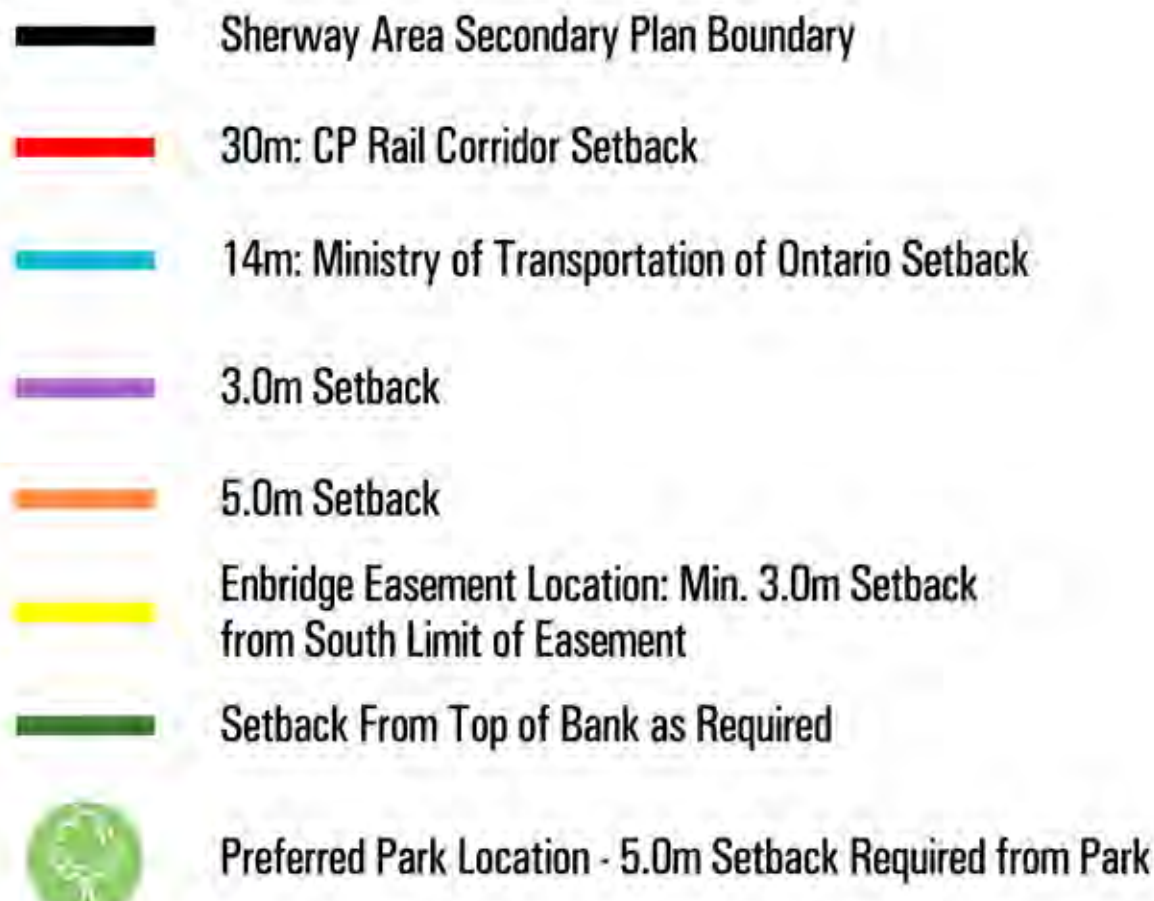 Sherway Area Secondary Plan Boundary
30m: CP Rail Corridor Setback
14m: Ministry of Transportation of Ontario Setback
3.0m Setback
5.0m Setback
Enbridge Easement Location: Min. 3.0m Setback
from South Limit of Easement
Setback From Top of Bank as Required
Preferred Park Location - 5.0m Setback Required from Park